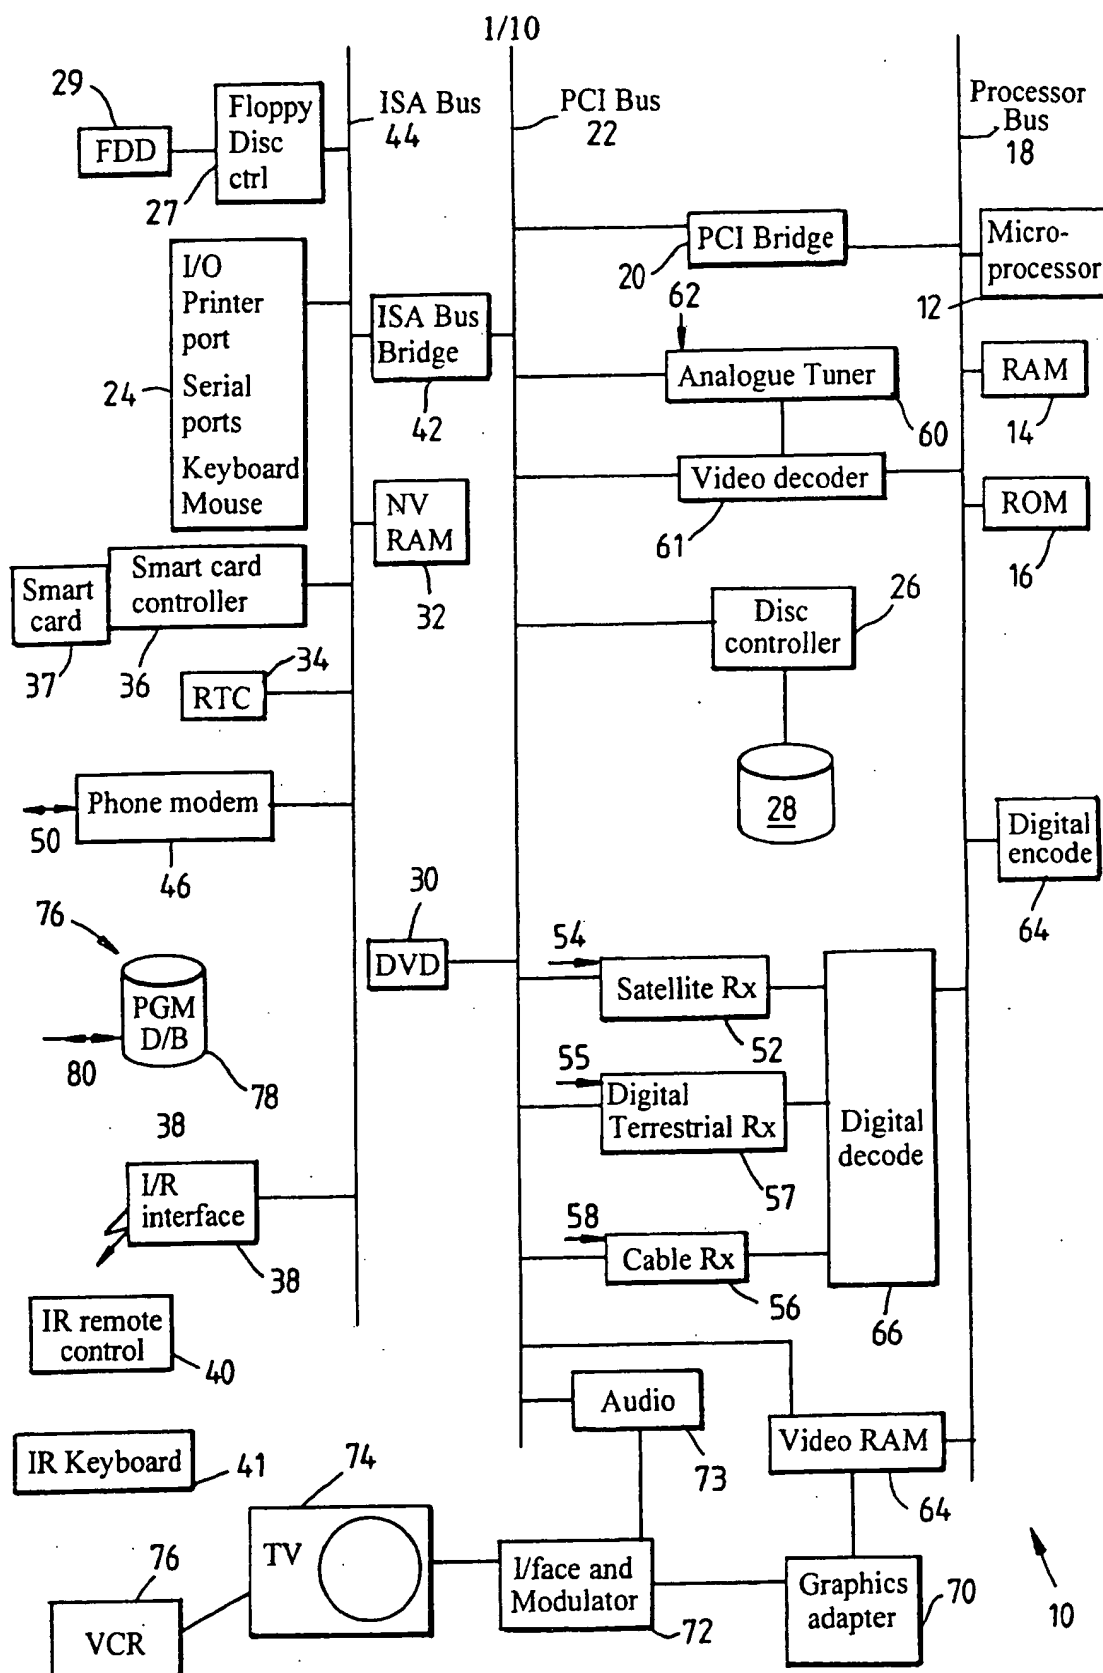 1/10
29
FDD
Floppy
Disc
ctrl
27
ISA Bus
44
PCI Bus
22
Processor
Bus
18
I/O
Printer
port
Serial
ports
Keyboard
Mouse
24
ISA Bus
Bridge
42
PCI Bridge
20
Micro-
processor
12
62
Analogue Tuner
60
RAM
14
Video decoder
61
ROM
16
NV
RAM
32
Smart
card
37
Smart card
controller
36
34
RTC
Disc
controller
26
28
Phone modem
50
46
Digital
encode
64
76
PGM
D/B
80
78
30
DVD
54
Satellite Rx
52
55
Digital
Terrestrial Rx
57
58
Cable Rx
56
Digital
decode
66
38
I/R
interface
38
IR remote
control
40
IR Keyboard
41
Audio
73
Video RAM
64
74
TV
76
VCR
I/face and
Modulator
72
Graphics
adapter
70
10